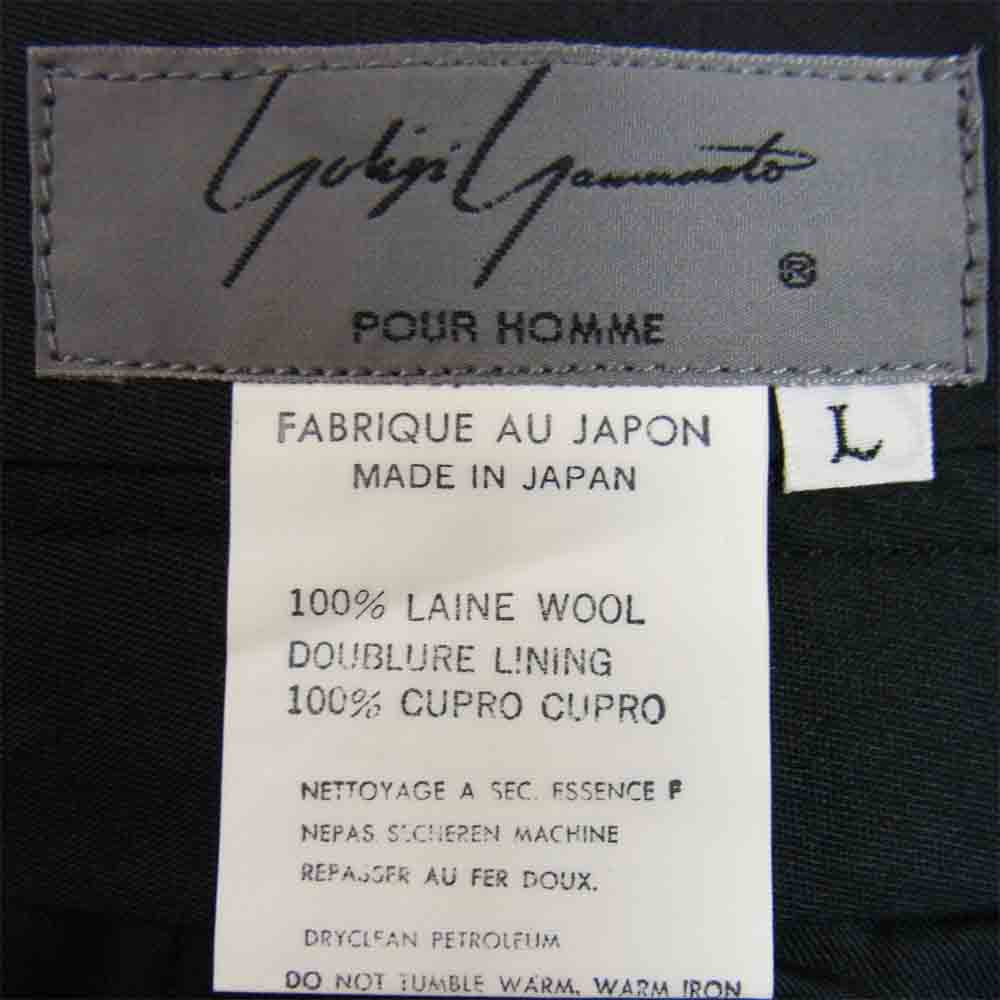 Yohji Yamamoto
®
POUR HOMME
L
FABRIQUE AU JAPON
MADE IN JAPAN
100% LAINE WOOL
DOUBLURE LINING
100% CUPRO CUPRO
NETTOYAGE A SEC. ESSENCE F
NEPAS SECHEREN MACHINE
REPASSER AU FER DOUX.
DRYCLEAN PETROLEUM
DO NOT TUMBLE WARM, WARM IRON